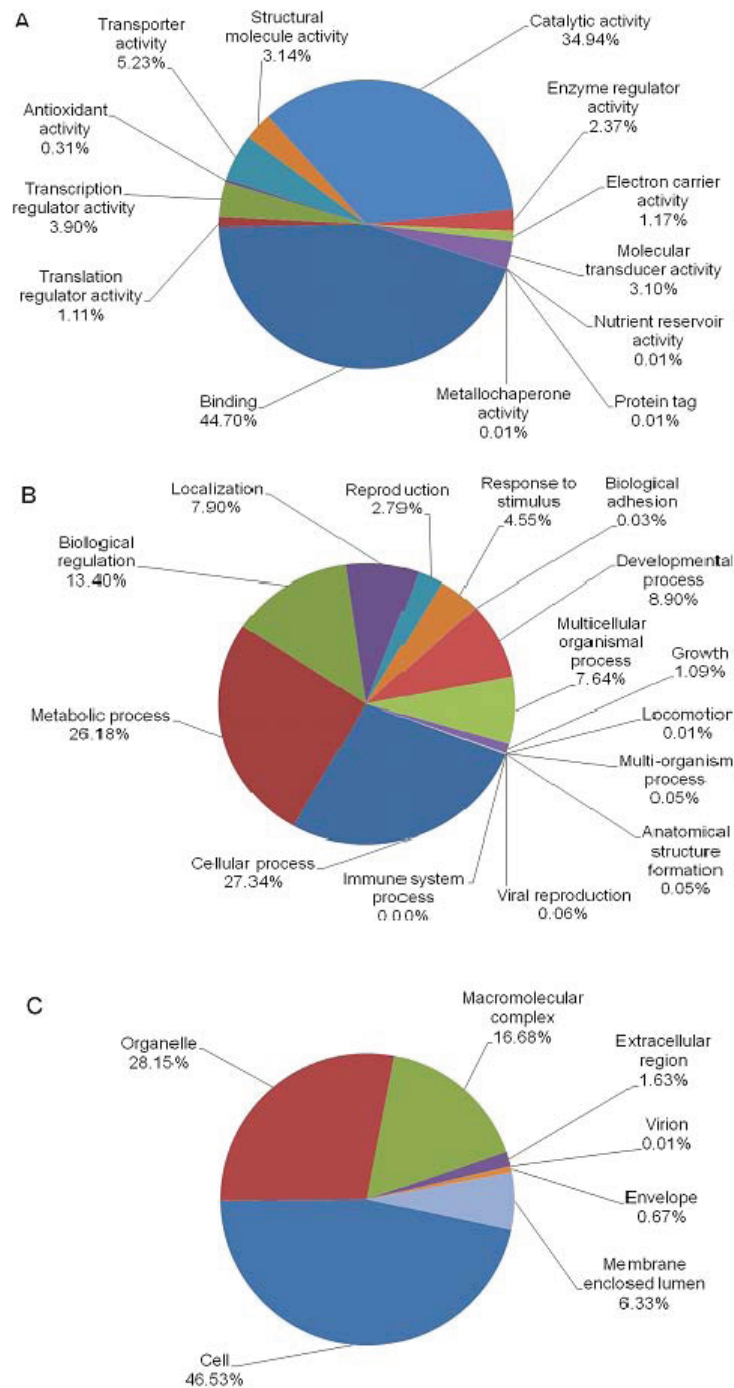 A
Structural
molecule activity
3.14%
Transporter
activity
5.23%
Antioxidant
activity
0.31%
Transcription
regulator activity
3.90%
Translation
regulator activity
1.11%
Binding
44.70%
Catalytic activity
34.94%
Enzyme regulator
activity
2.37%
Electron carrier
activity
1.17%
Molecular
transducer activity
3.10%
Nutrient reservoir
activity
0.01%
Protein tag
0.01%
Metallochaperone
activity
0.01%
B
Localization
7.90%
Biological
regulation
13.40%
Metabolic process
26.18%
Cellular process
27.34%
Reproduction
2.79%
Response to
stimulus
4.55%
Biological
adhesion
0.03%
Developmental
process
8.90%
Multicellular
organismal process
7.64%
Growth
1.09%
Locomotion
0.01%
Multi-organism
process
0.05%
Anatomical
structure
formation
0.05%
Viral reproduction
0.06%
Immune system
process
C
Organelle
28.15%
Macromolecular
complex
16.68%
Extracellular
region
1.63%
Virion
0.01%
Envelope
0.67%
Membrane
enclosed lumen
6.33%
Cell
46.53%